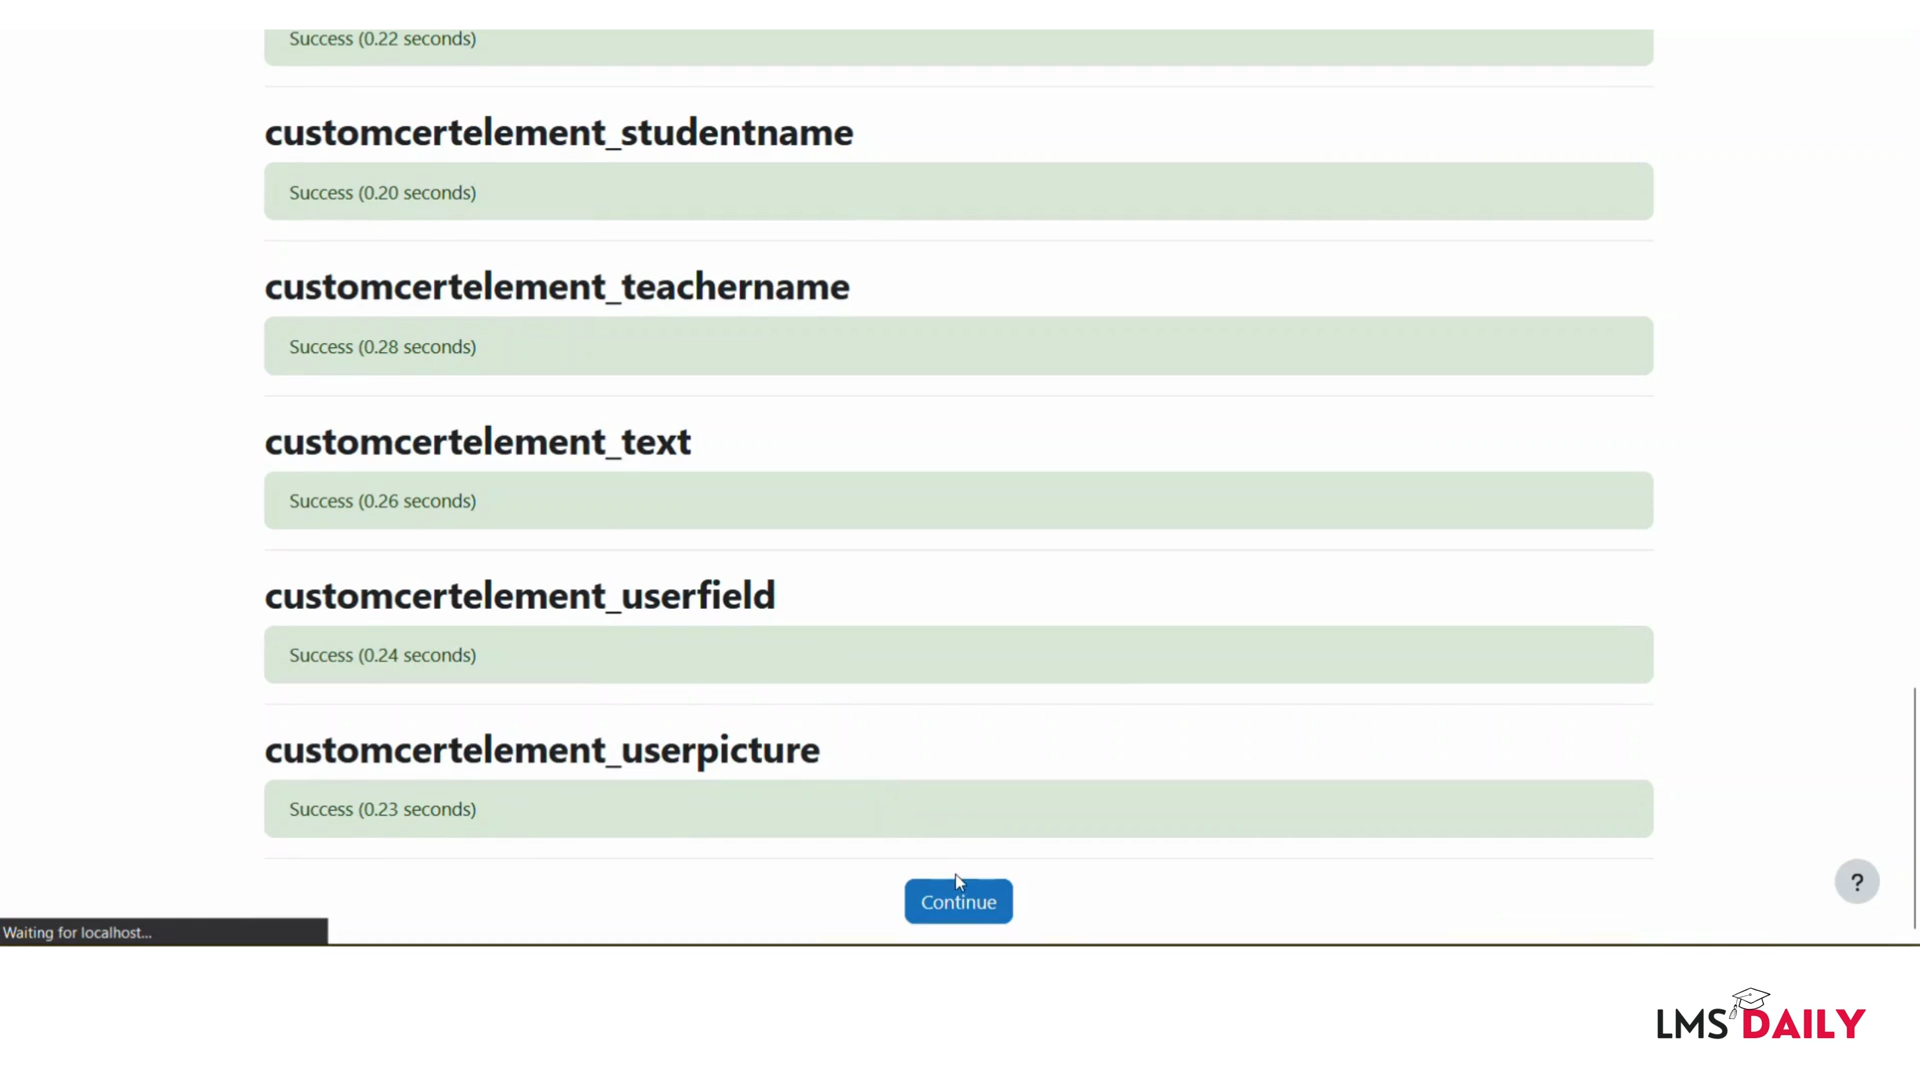 Success (0.22 seconds)
customcertelement_studentname
Success (0.20 seconds)
customcertelement_teachername
Success (0.28 seconds)
customcertelement_text
Success (0.26 seconds)
customcertelement_userfield
Success (0.24 seconds)
customcertelement_userpicture
Success (0.23 seconds)
Continue
?
Waiting for localhost...
LMS DAILY